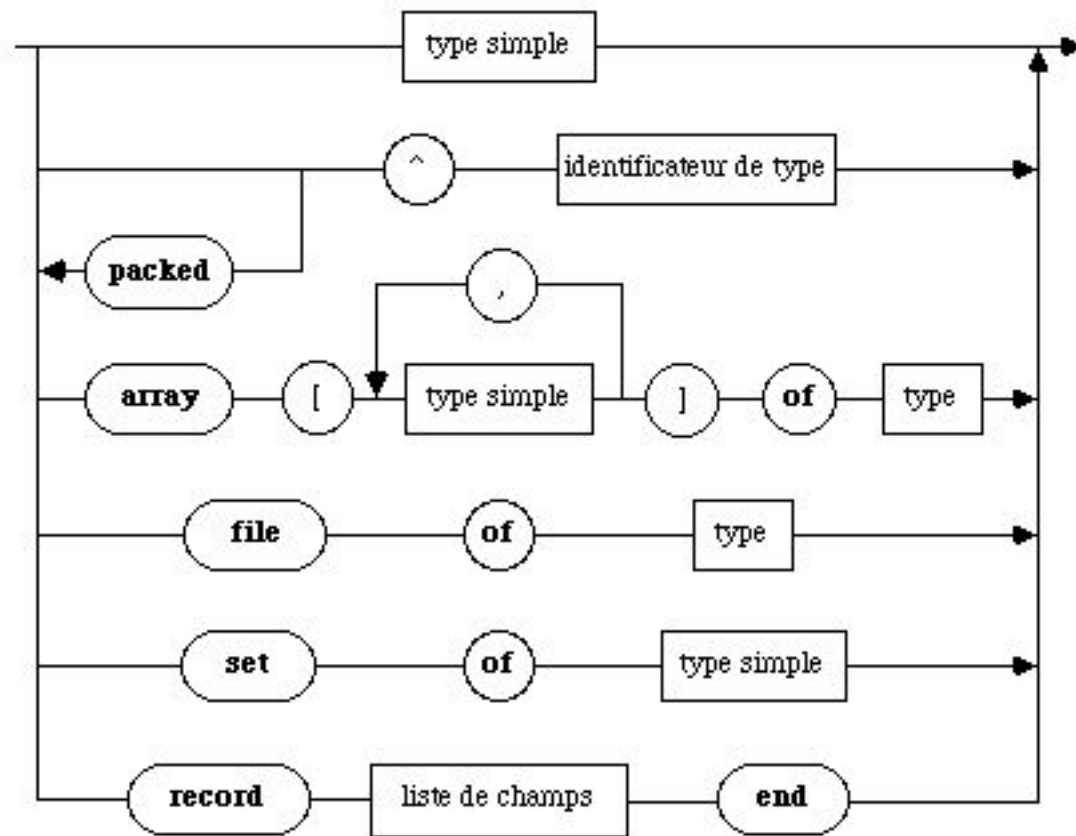 type simple
^ identificateur de type
packed
,
array [ type simple ] of type
file of type
set of type simple
record liste de champs end